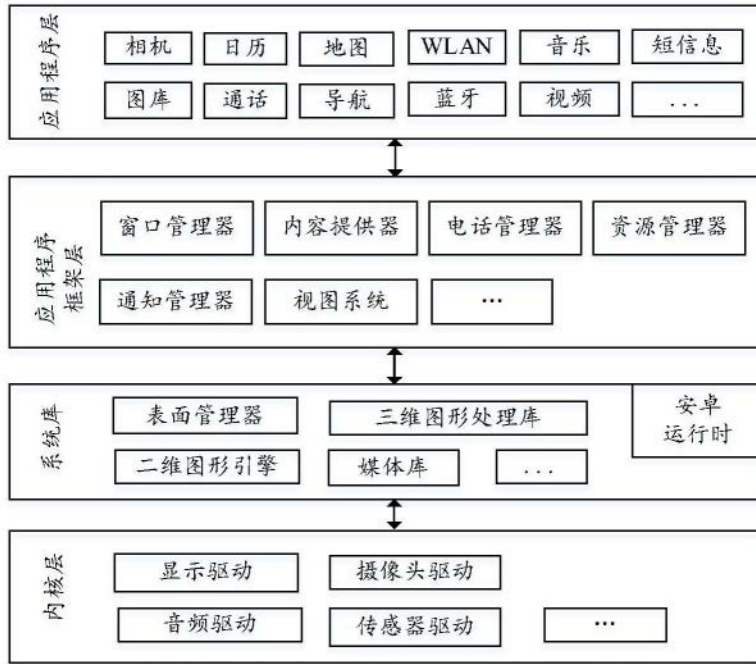 应用程序层
相机 日历 地图 WLAN 音乐 短信息
图库 通话 导航 蓝牙 视频 ...
应用程序
框架层
窗口管理器 内容提供器 电话管理器 资源管理器
通知管理器 视图系统 ...
系统库
表面管理器 三维图形处理库
二维图形引擎 媒体库 ...
安卓
运行时
内核层
显示驱动 摄像头驱动
音频驱动 传感器驱动 ...